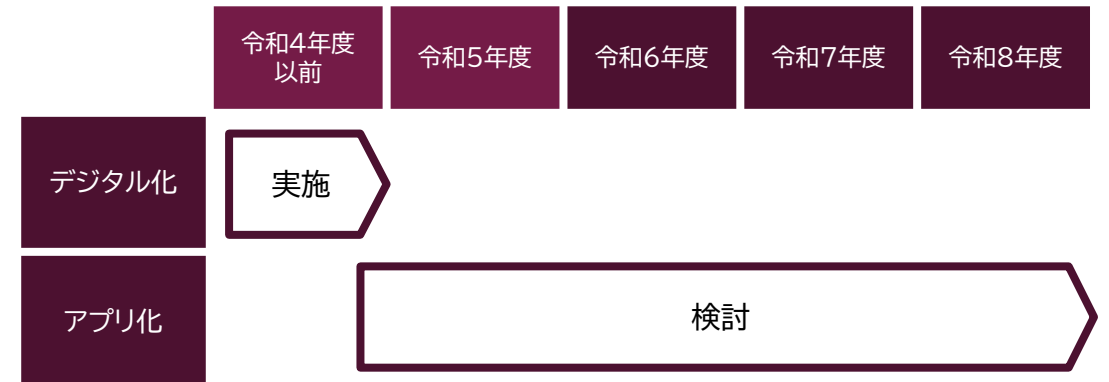 令和4年度
以前
令和5年度
令和6年度
令和7年度
令和8年度
デジタル化
実施
アプリ化
検討